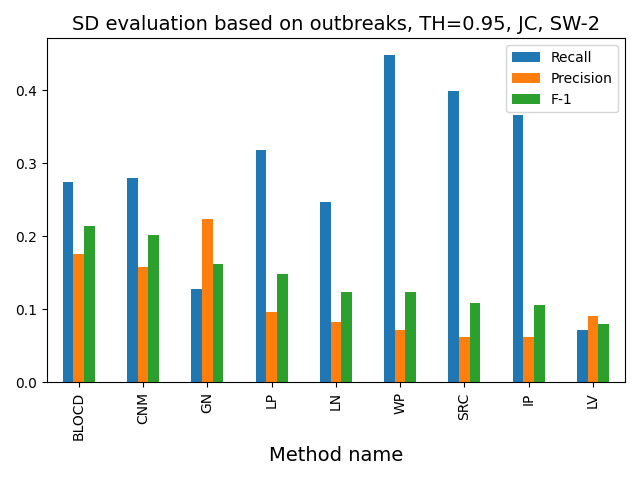 SD evaluation based on outbreaks, TH=0.95, JC, SW-2
Recall
Precision
F-1
0.4
0.3
0.2
0.1
0.0
BLOCD
CNM
GN
LP
LN
WP
SRC
IP
LV
Method name